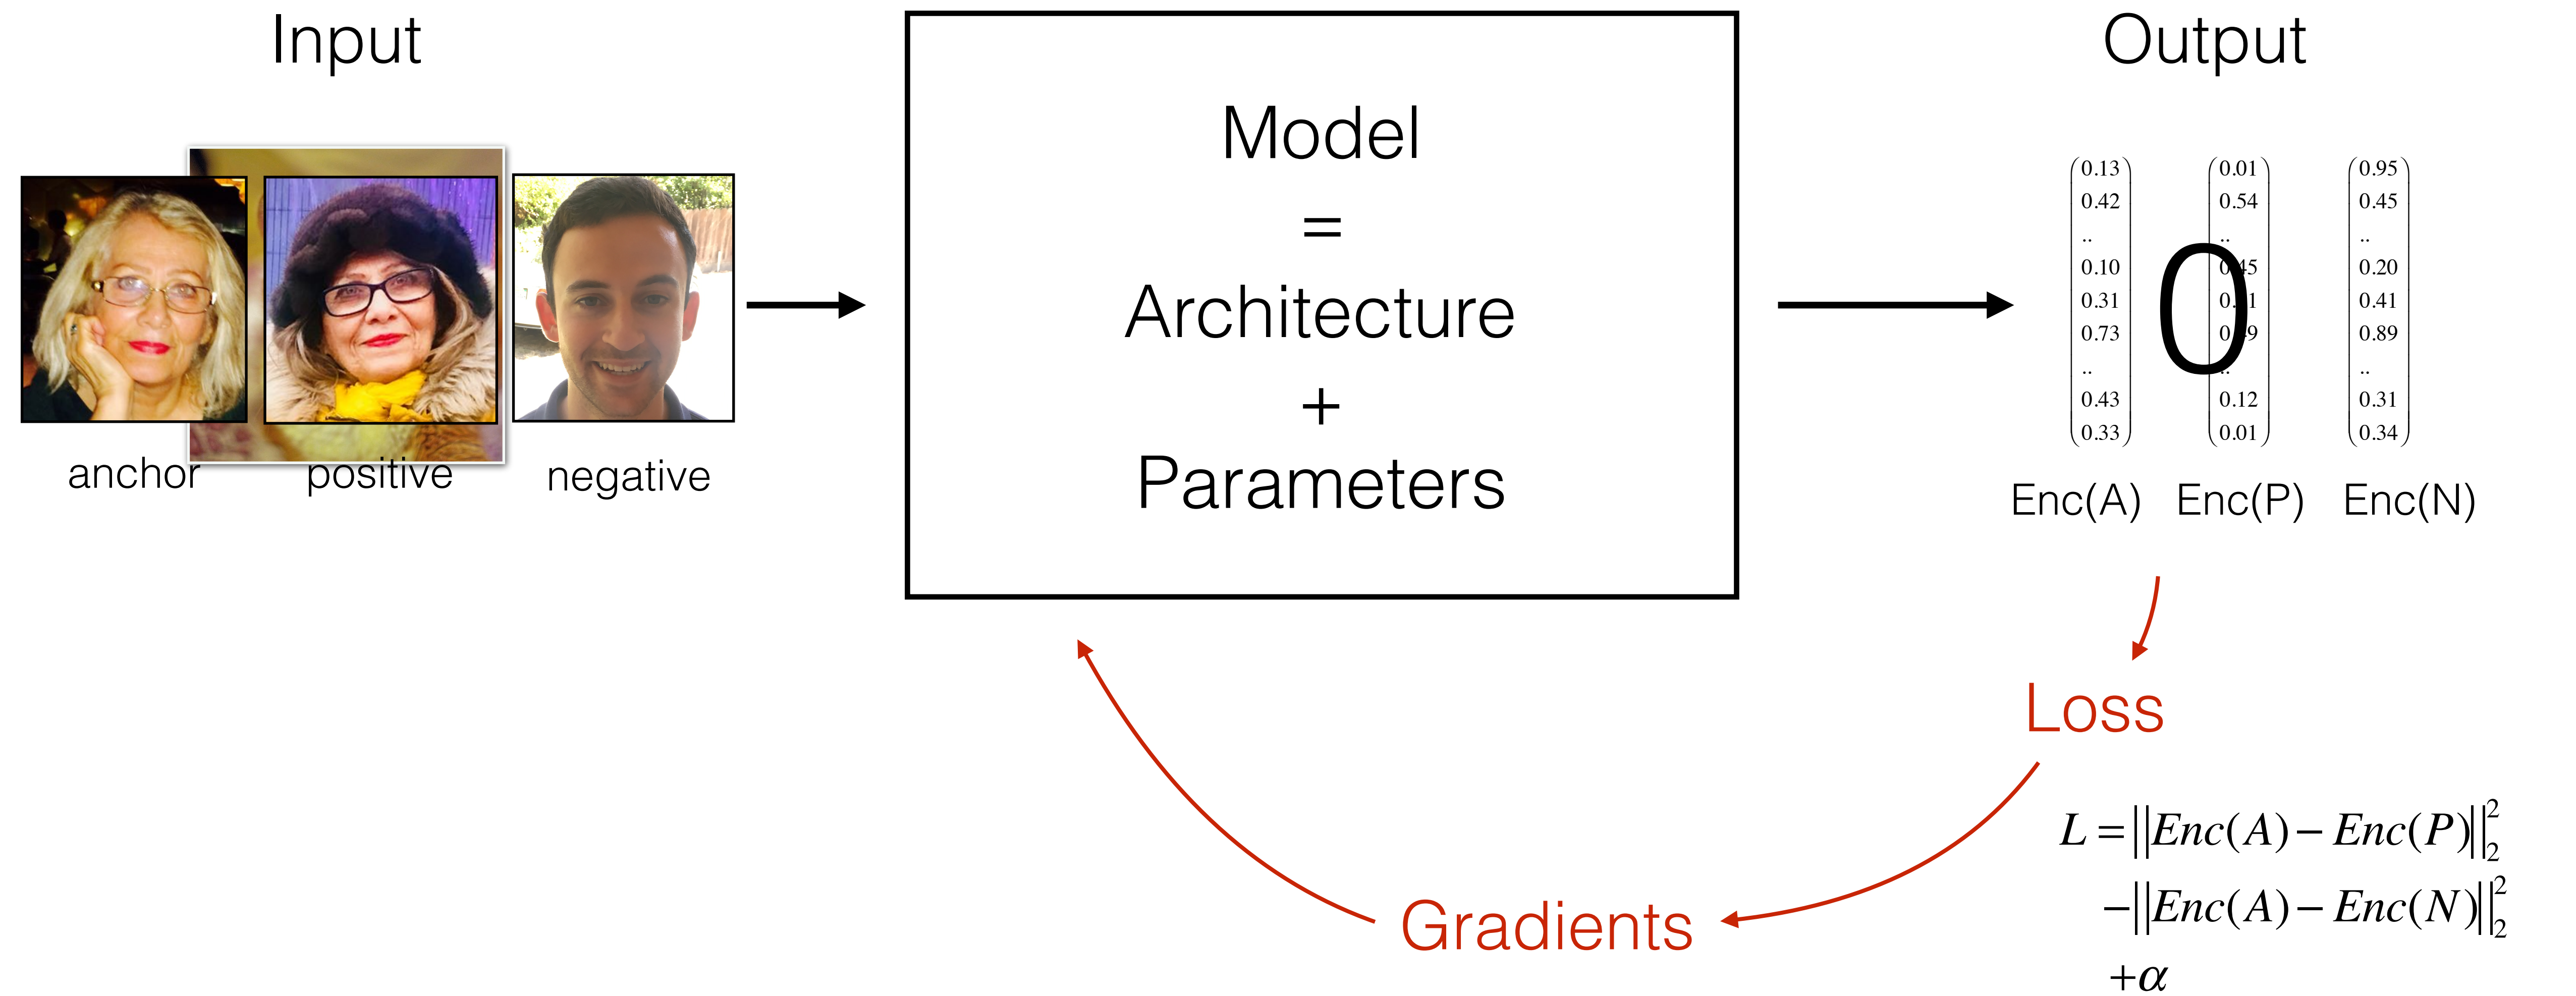 Input
anchor
positive
negative
Model
=
Architecture
+
Parameters
Output
0.13
0.42
..
0.10
0.31
0.73
..
0.43
0.33
0.01
0.54
..
0.12
0.01
0
0.95
0.45
..
0.20
0.41
0.89
..
0.31
0.34
Enc(A)
Enc(P)
Enc(N)
Loss
L = ||Enc(A) − Enc(P)||₂²
−||Enc(A) − Enc(N)||₂²
+α
Gradients